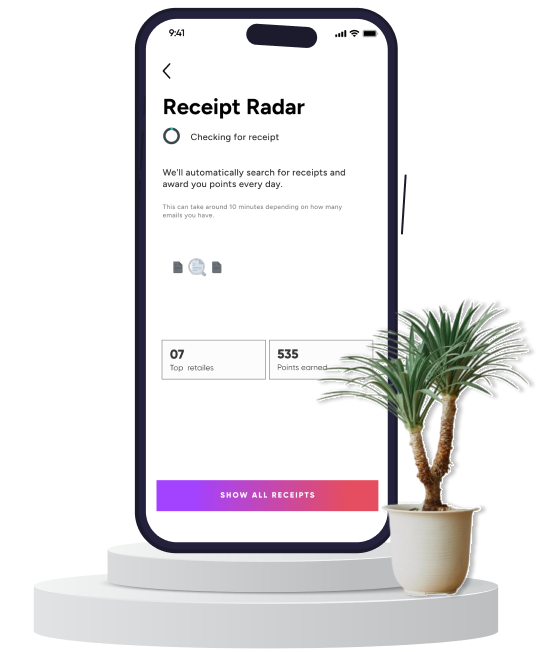 9:41
Receipt Radar
Checking for receipt
We'll automatically search for receipts and
award you points every day.
This can take around 10 minutes depending on how many
emails you have.
07
Top retailes
535
Points earned
SHOW ALL RECEIPTS